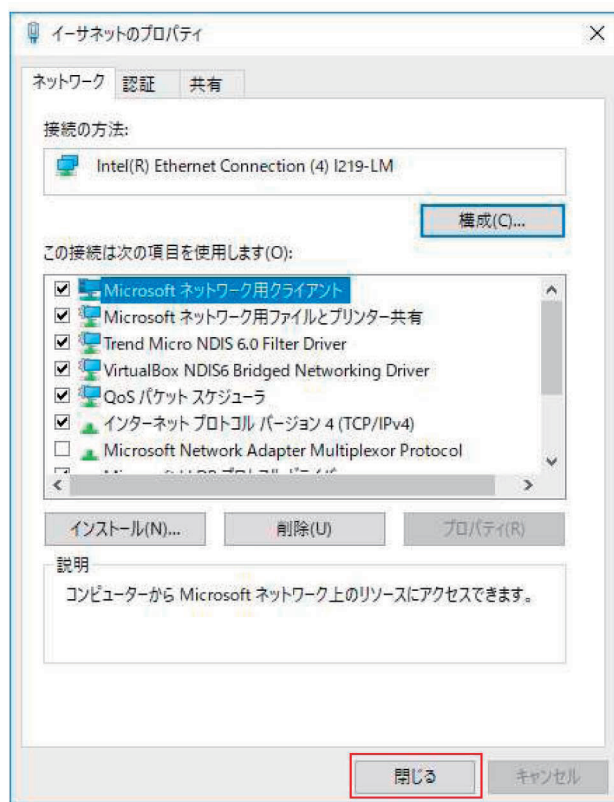 イーサネットのプロパティ
ネットワーク 認証 共有
接続の方法:
Intel(R) Ethernet Connection (4) I219-LM
構成(C)...
この接続は次の項目を使用します(O):
Microsoft ネットワーク用クライアント
Microsoft ネットワーク用ファイルとプリンター共有
Trend Micro NDIS 6.0 Filter Driver
VirtualBox NDIS6 Bridged Networking Driver
QoS パケット スケジューラ
インターネット プロトコル バージョン 4 (TCP/IPv4)
Microsoft Network Adapter Multiplexor Protocol
インストール(N)... 削除(U) プロパティ(R)
説明
コンピューターから Microsoft ネットワーク上のリソースにアクセスできます。
閉じる キャンセル